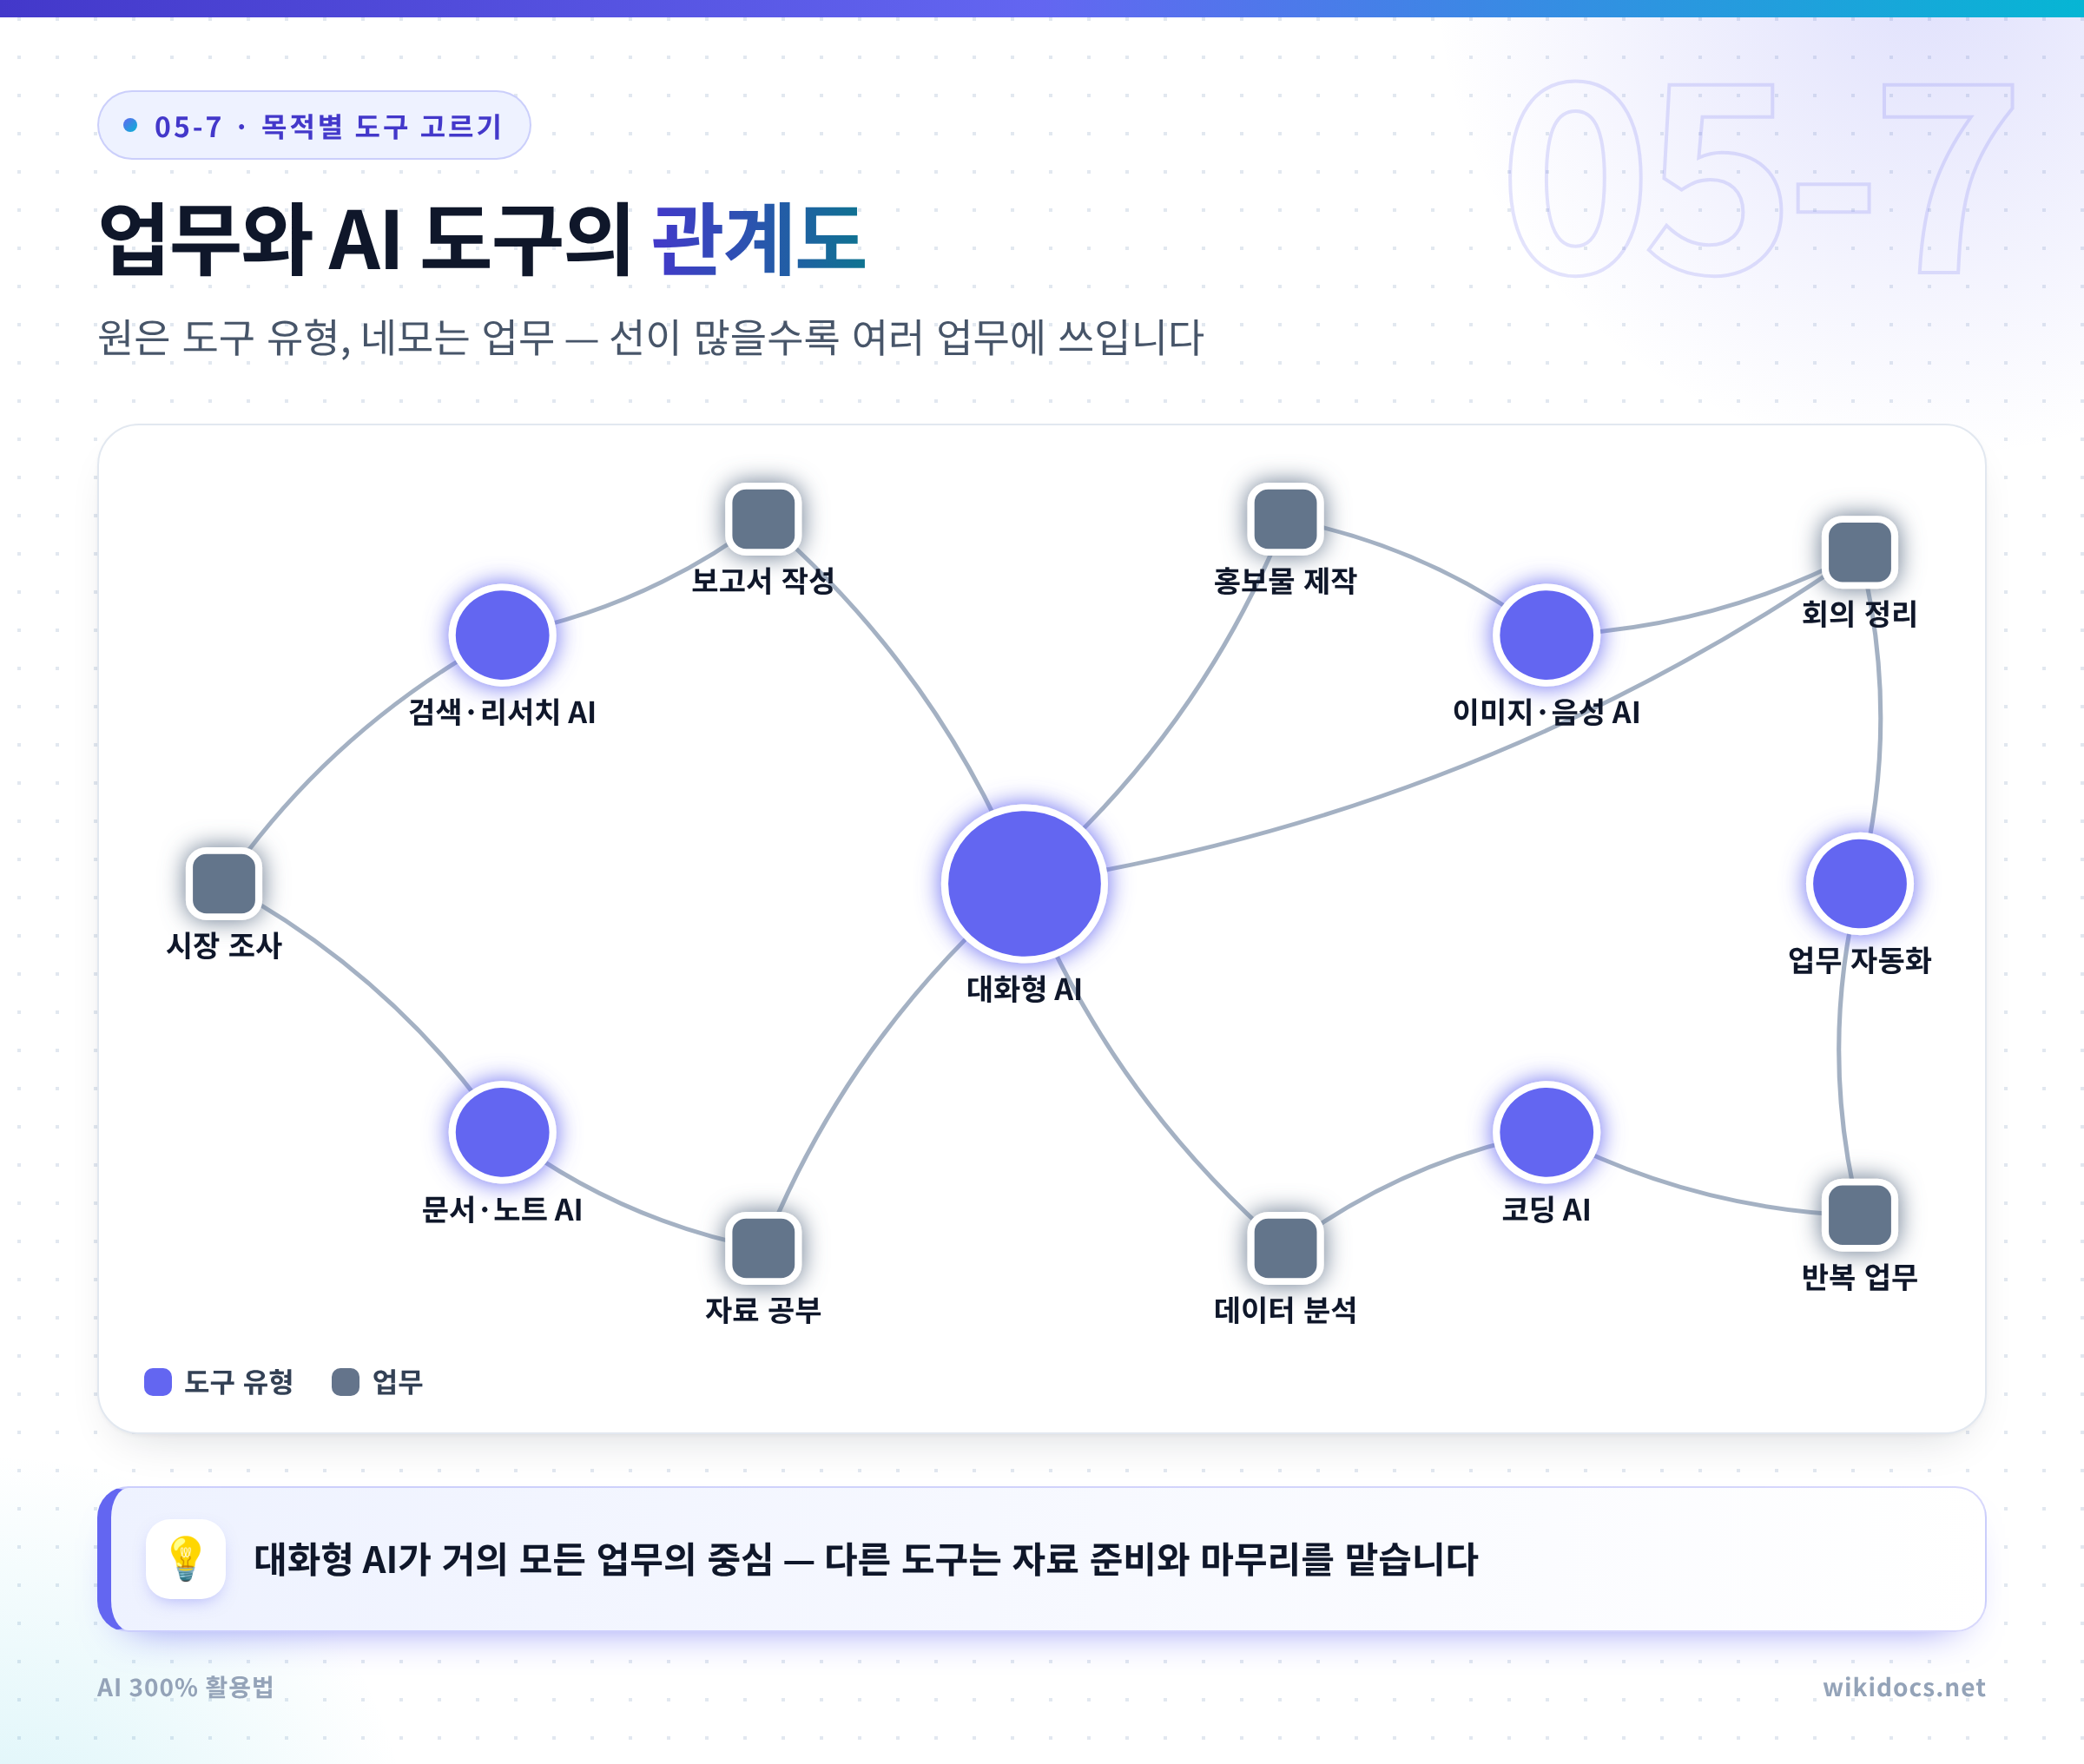 05-7 · 목적별 도구 고르기
05-7
업무와 AI 도구의 관계도
원은 도구 유형, 네모는 업무 — 선이 많을수록 여러 업무에 쓰입니다
보고서 작성
홍보물 제작
회의 정리
검색·리서치 AI
이미지·음성 AI
시장 조사
대화형 AI
업무 자동화
문서·노트 AI
코딩 AI
반복 업무
자료 공부
데이터 분석
도구 유형
업무
대화형 AI가 거의 모든 업무의 중심 — 다른 도구는 자료 준비와 마무리를 맡습니다
AI 300% 활용법
wikidocs.net